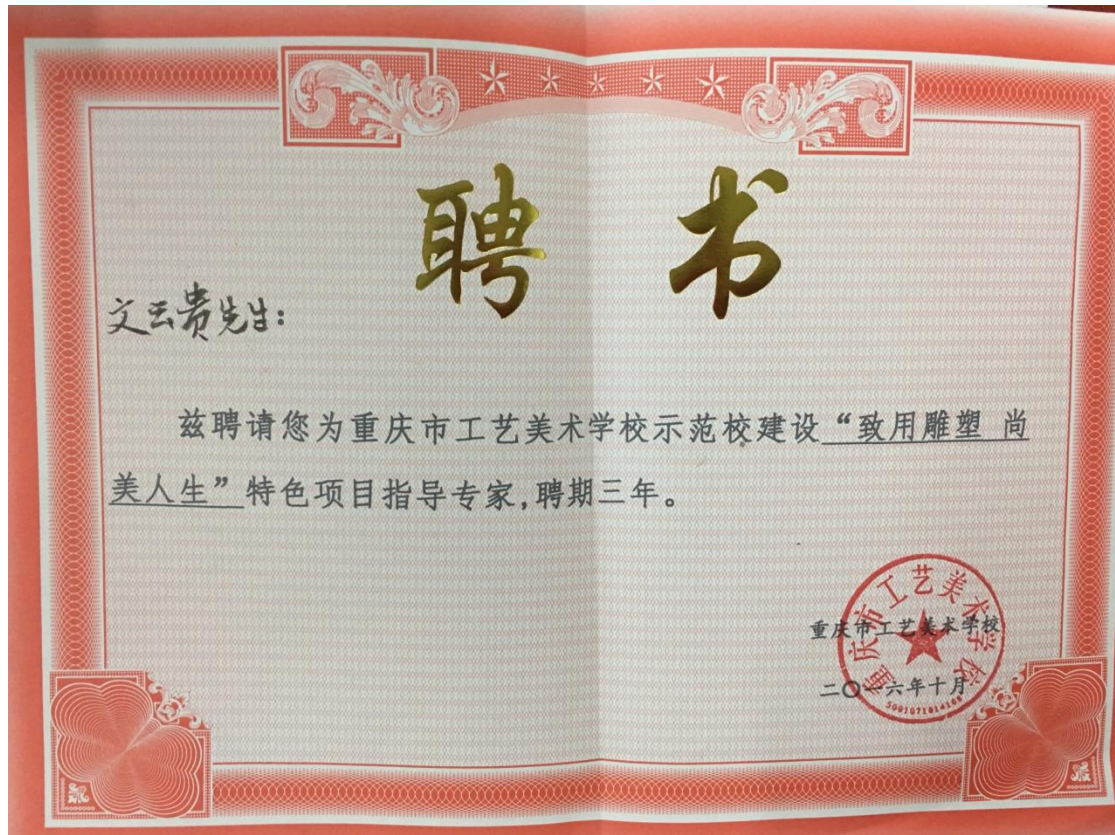 聘 书
文云贵先生:
兹聘请您为重庆市工艺美术学校示范校建设“致用雕塑 尚
美人生”特色项目指导专家,聘期三年。
重庆市工艺美术学校
二〇一六年十月
重庆市工艺美术学校